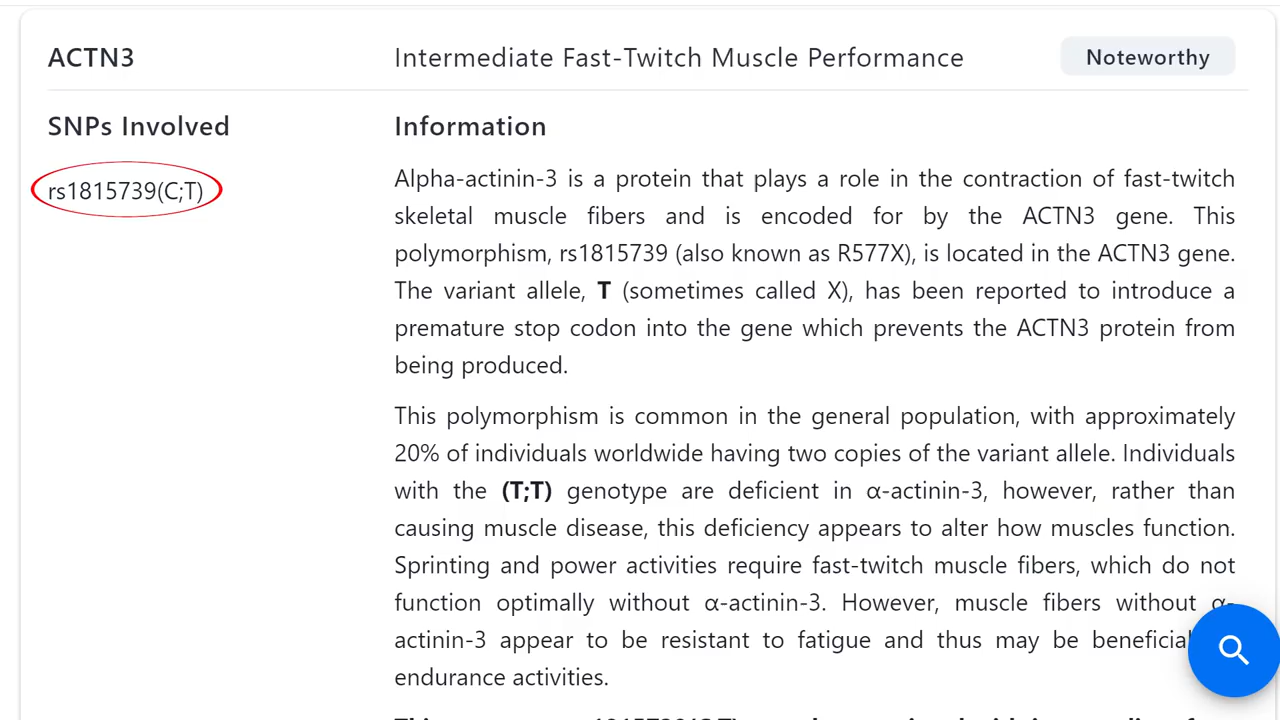 ACTN3
Intermediate Fast-Twitch Muscle Performance
Noteworthy
SNPs Involved
Information
rs1815739(C;T)
Alpha-actinin-3 is a protein that plays a role in the contraction of fast-twitch
skeletal muscle fibers and is encoded for by the ACTN3 gene. This
polymorphism, rs1815739 (also known as R577X), is located in the ACTN3 gene.
The variant allele, T (sometimes called X), has been reported to introduce a
premature stop codon into the gene which prevents the ACTN3 protein from
being produced.
This polymorphism is common in the general population, with approximately
20% of individuals worldwide having two copies of the variant allele. Individuals
with the (T;T) genotype are deficient in α-actinin-3, however, rather than
causing muscle disease, this deficiency appears to alter how muscles function.
Sprinting and power activities require fast-twitch muscle fibers, which do not
function optimally without α-actinin-3. However, muscle fibers without α-
actinin-3 appear to be resistant to fatigue and thus may be beneficial
endurance activities.